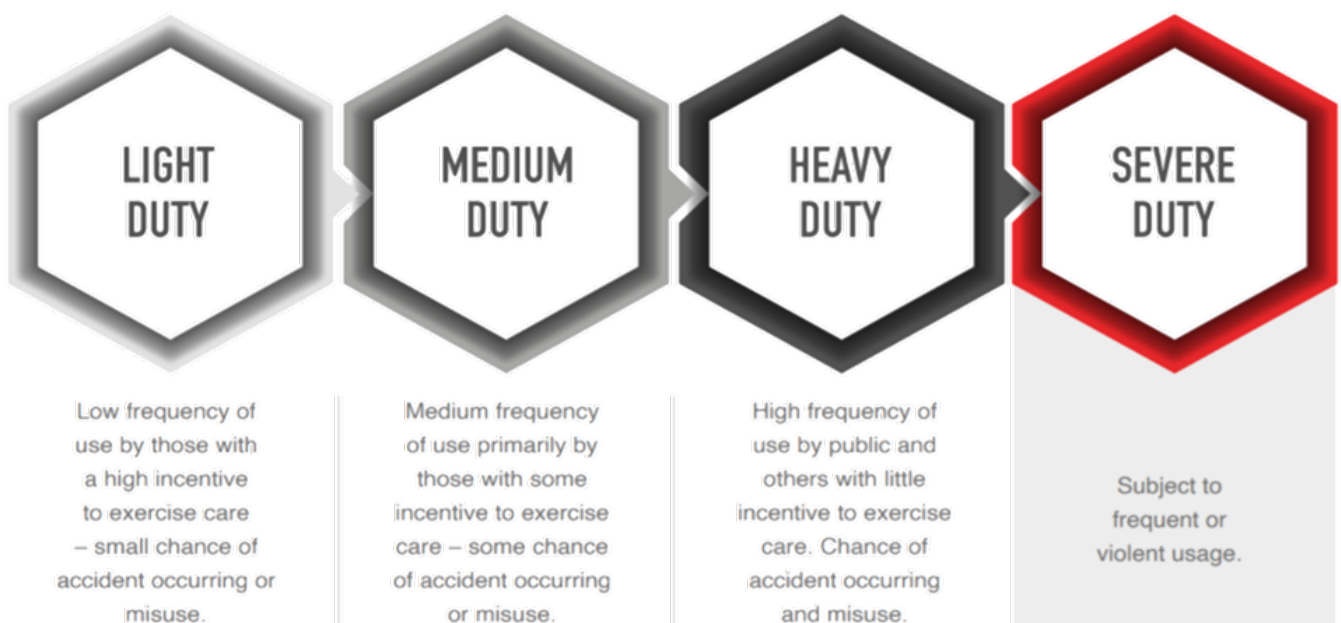 LIGHT
DUTY
MEDIUM
DUTY
HEAVY
DUTY
SEVERE
DUTY
Low frequency of
use by those with
a high incentive
to exercise care
– small chance of
accident occurring or
misuse.
Medium frequency
of use primarily by
those with some
incentive to exercise
care – some chance
of accident occurring
or misuse.
High frequency of
use by public and
others with little
incentive to exercise
care. Chance of
accident occurring
and misuse.
Subject to
frequent or
violent usage.